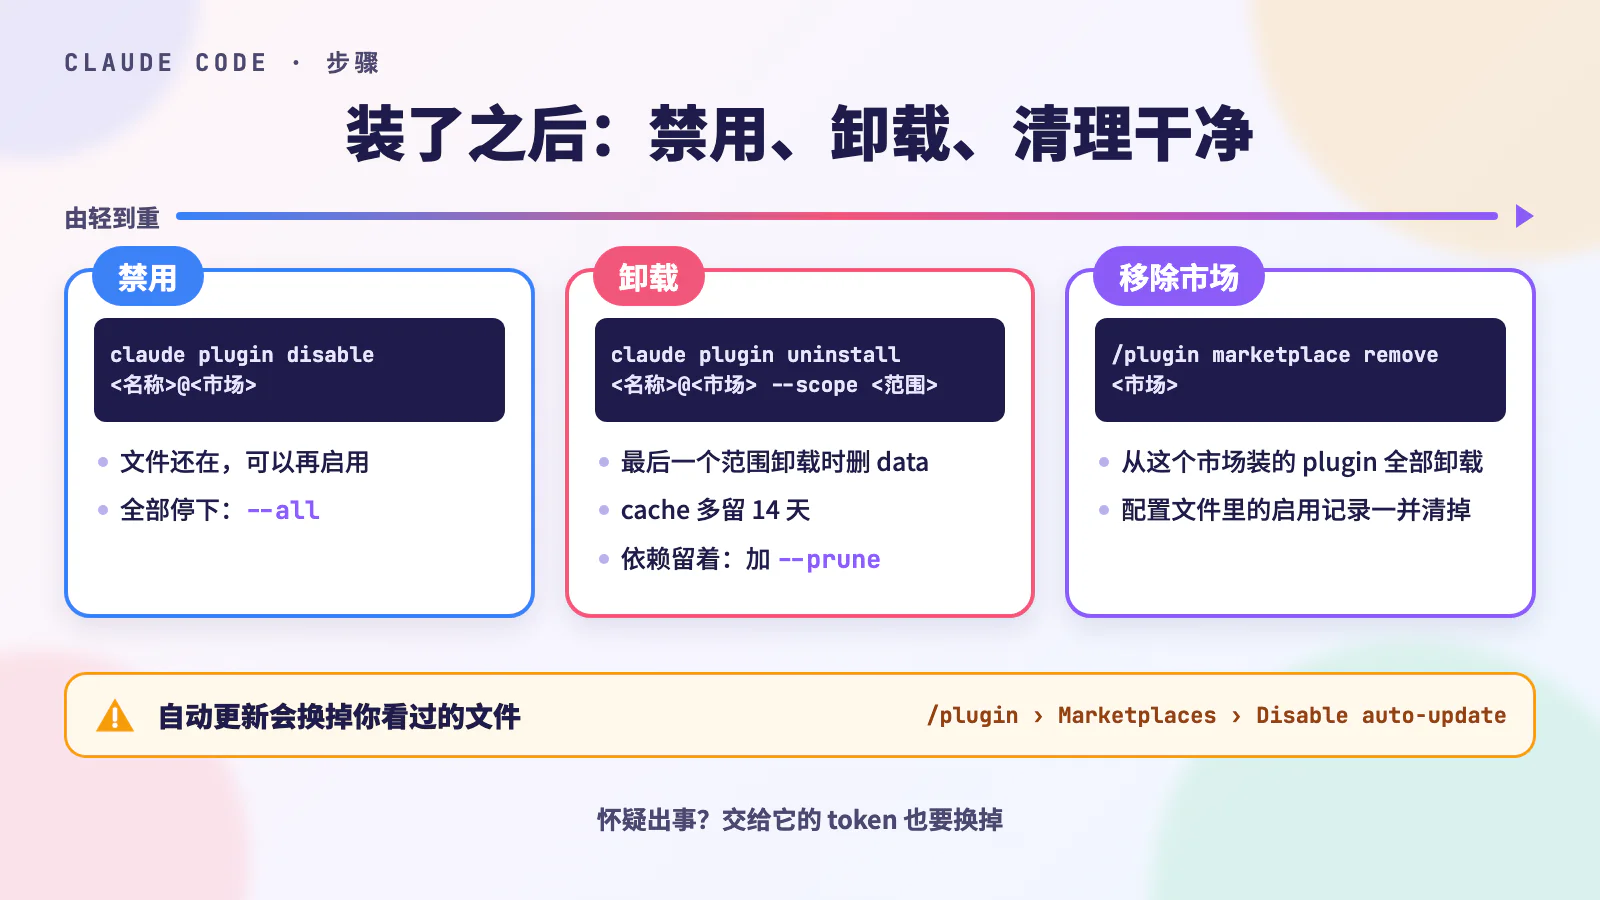 CLAUDE CODE · 步骤
装了之后：禁用、卸载、清理干净
由轻到重
禁用
claude plugin disable
<名称>@<市场>
文件还在，可以再启用
全部停下：--all
卸载
claude plugin uninstall
<名称>@<市场> --scope <范围>
最后一个范围卸载时删 data
cache 多留 14 天
依赖留着：加 --prune
移除市场
/plugin marketplace remove
<市场>
从这个市场装的 plugin 全部卸载
配置文件里的启用记录一并清掉
自动更新会换掉你看过的文件
/plugin › Marketplaces › Disable auto-update
怀疑出事？交给它的 token 也要换掉